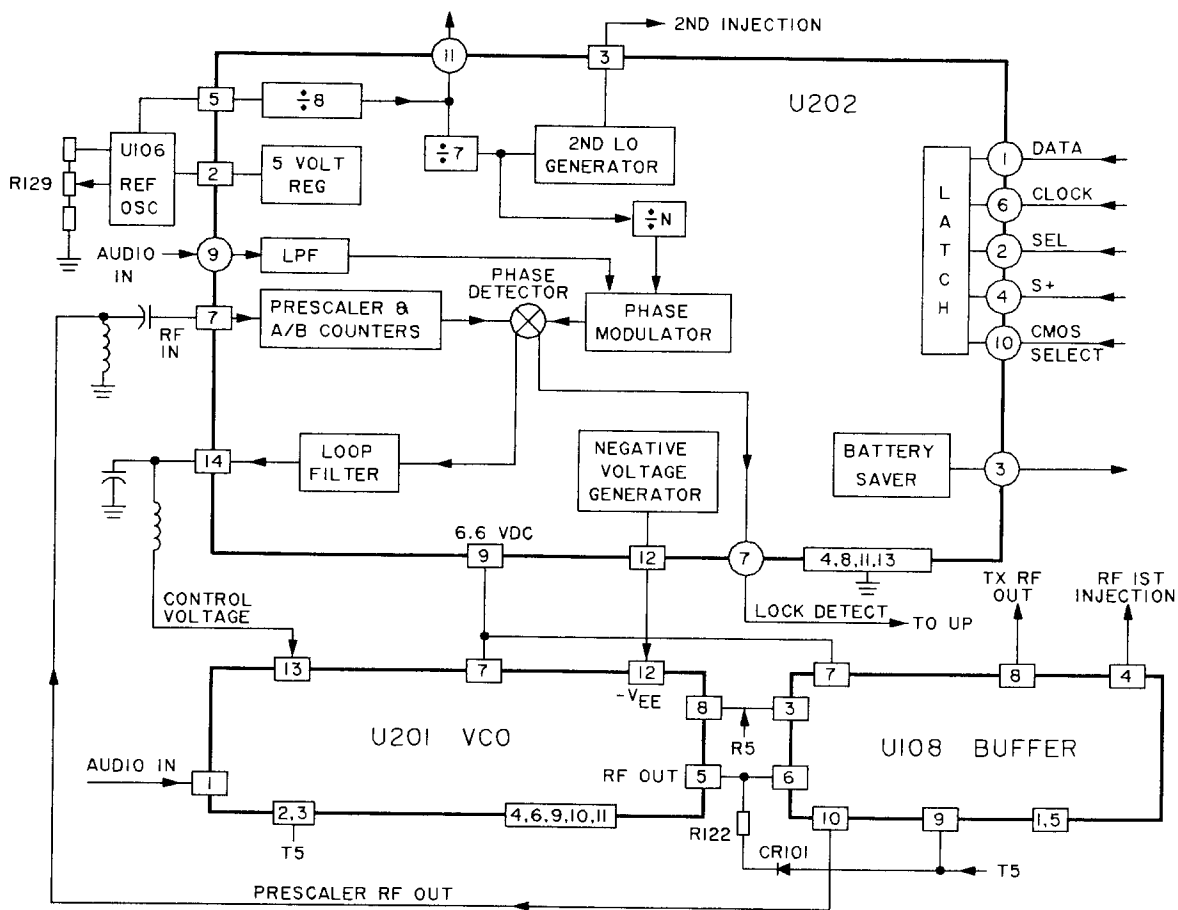 2ND INJECTION
11
3
U202
5
÷8
÷7
2ND LO
GENERATOR
U106
REF
OSC
R129
2
5 VOLT
REG
÷N
LATCH
1
DATA
6
CLOCK
2
SEL
4
S+
10
CMOS
SELECT
AUDIO
IN
9
LPF
PHASE
DETECTOR
7
RF
IN
PRESCALER &
A/B COUNTERS
PHASE
MODULATOR
14
LOOP
FILTER
NEGATIVE
VOLTAGE
GENERATOR
BATTERY
SAVER
3
6.6 VDC
9
12
7
4,8,11,13
LOCK DETECT
TO UP
TX RF
OUT
RF 1ST
INJECTION
CONTROL
VOLTAGE
13
7
12
-VEE
7
8
4
8
R5
3
U201 VCO
U108 BUFFER
AUDIO IN
1
RF OUT
5
6
2,3
T5
4,6,9,10,11
R122
10
9
1,5
CR101
T5
PRESCALER RF OUT